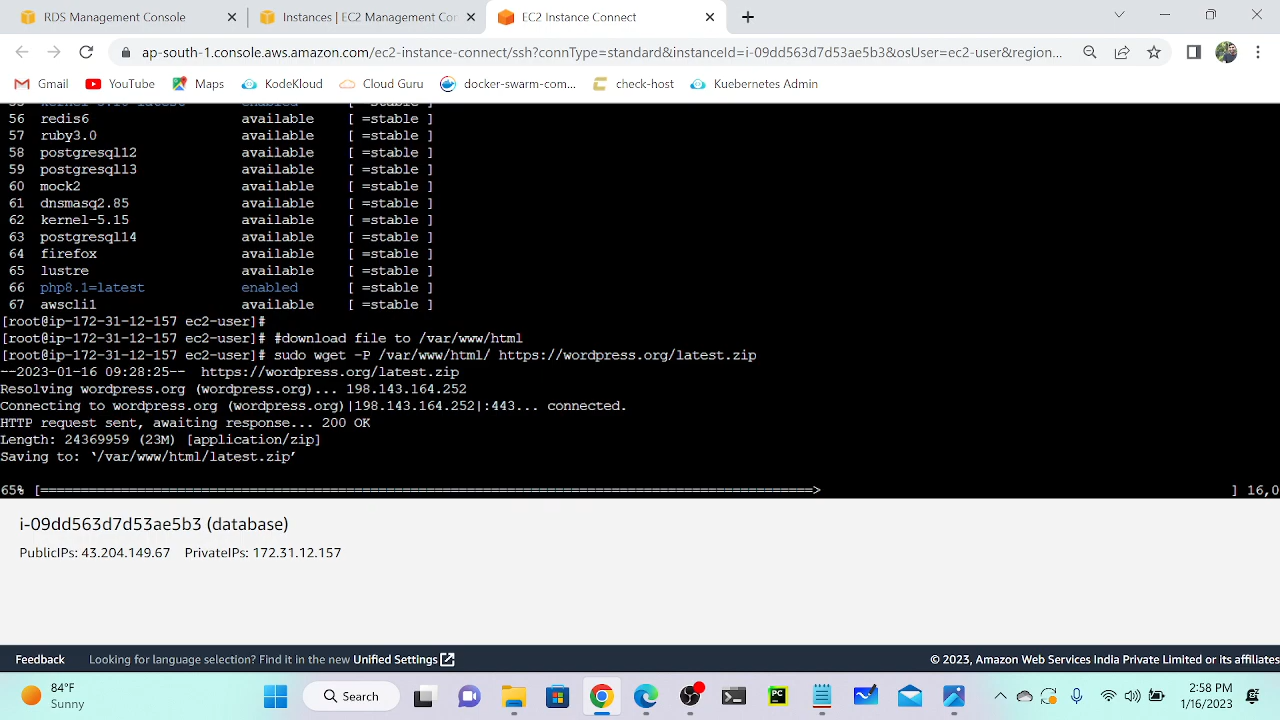 RDS Management Console
Instances | EC2 Management Cor
EC2 Instance Connect
ap-south-1.console.aws.amazon.com/ec2-instance-connect/ssh?connType=standard&instanceId=i-09dd563d7d53ae5b3&osUser=ec2-user&region...
Gmail YouTube Maps KodeKloud Cloud Guru docker-swarm-com... check-host Kuebernetes Admin
56 redis6 available [ =stable ]
57 ruby3.0 available [ =stable ]
58 postgresql12 available [ =stable ]
59 postgresql13 available [ =stable ]
60 mock2 available [ =stable ]
61 dnsmasq2.85 available [ =stable ]
62 kernel-5.15 available [ =stable ]
63 postgresql14 available [ =stable ]
64 firefox available [ =stable ]
65 lustre available [ =stable ]
66 php8.1=latest enabled [ =stable ]
67 awscli1 available [ =stable ]
[root@ip-172-31-12-157 ec2-user]#
[root@ip-172-31-12-157 ec2-user]# #download file to /var/www/html
[root@ip-172-31-12-157 ec2-user]# sudo wget -P /var/www/html/ https://wordpress.org/latest.zip
--2023-01-16 09:28:25-- https://wordpress.org/latest.zip
Resolving wordpress.org (wordpress.org)... 198.143.164.252
Connecting to wordpress.org (wordpress.org)|198.143.164.252|:443... connected.
HTTP request sent, awaiting response... 200 OK
Length: 24369959 (23M) [application/zip]
Saving to: ‘/var/www/html/latest.zip’
65% [================================================================================================> ] 16,0
i-09dd563d7d53ae5b3 (database)
PublicIPs: 43.204.149.67 PrivateIPs: 172.31.12.157
Feedback Looking for language selection? Find it in the new Unified Settings © 2023, Amazon Web Services India Private Limited or its affiliates
84°F
Sunny
Search
PC
2:58 PM
1/16/2023